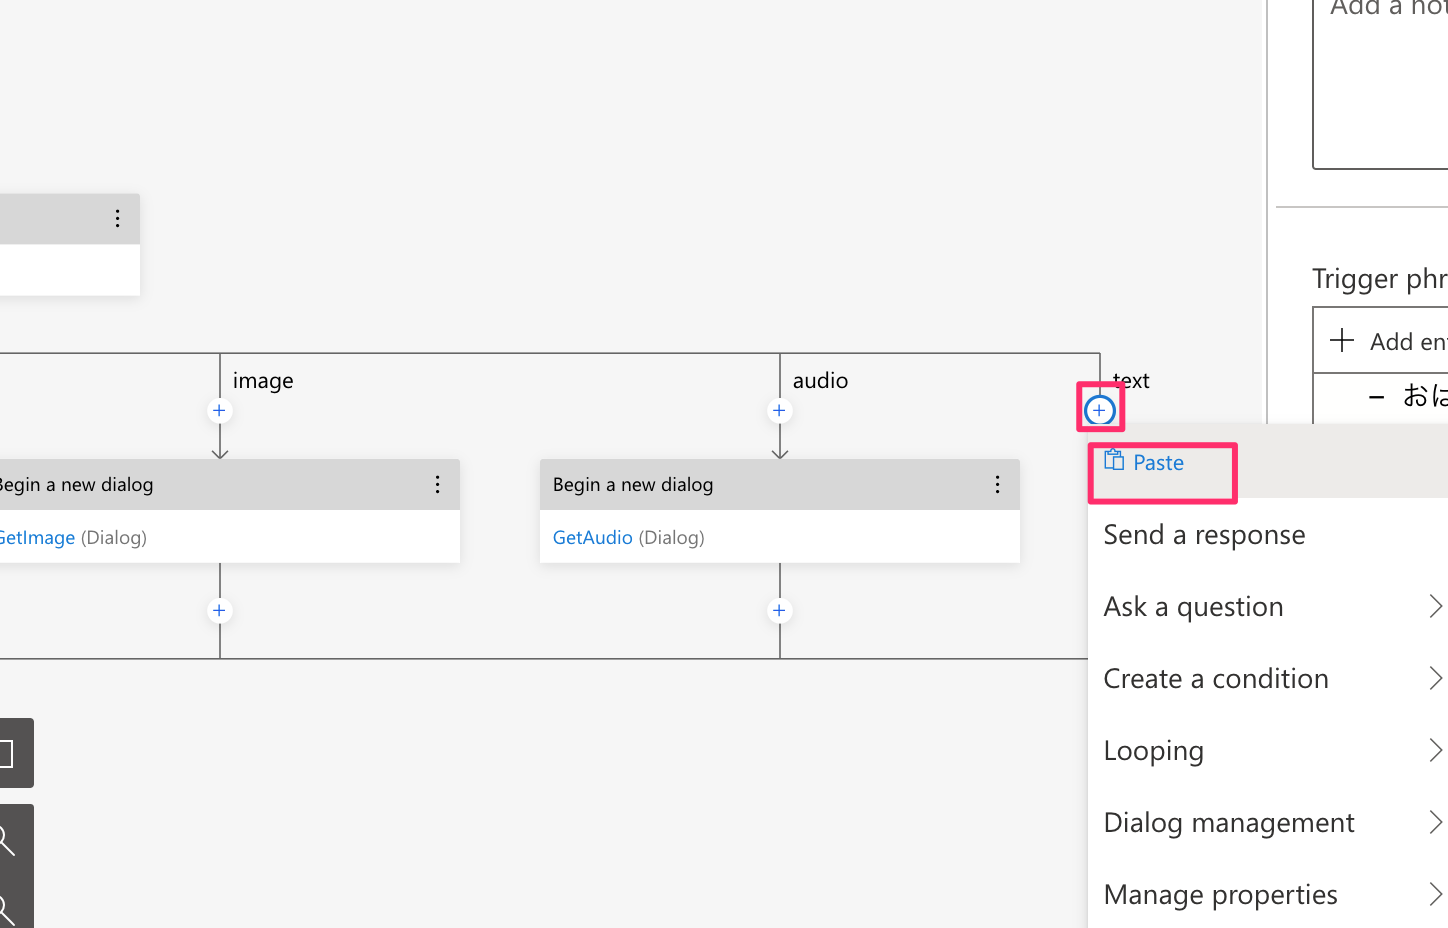 Add a not
Trigger phr
Add en
– おは
image
audio
text
Begin a new dialog
GetImage (Dialog)
Begin a new dialog
GetAudio (Dialog)
Paste
Send a response
Ask a question
Create a condition
Looping
Dialog management
Manage properties